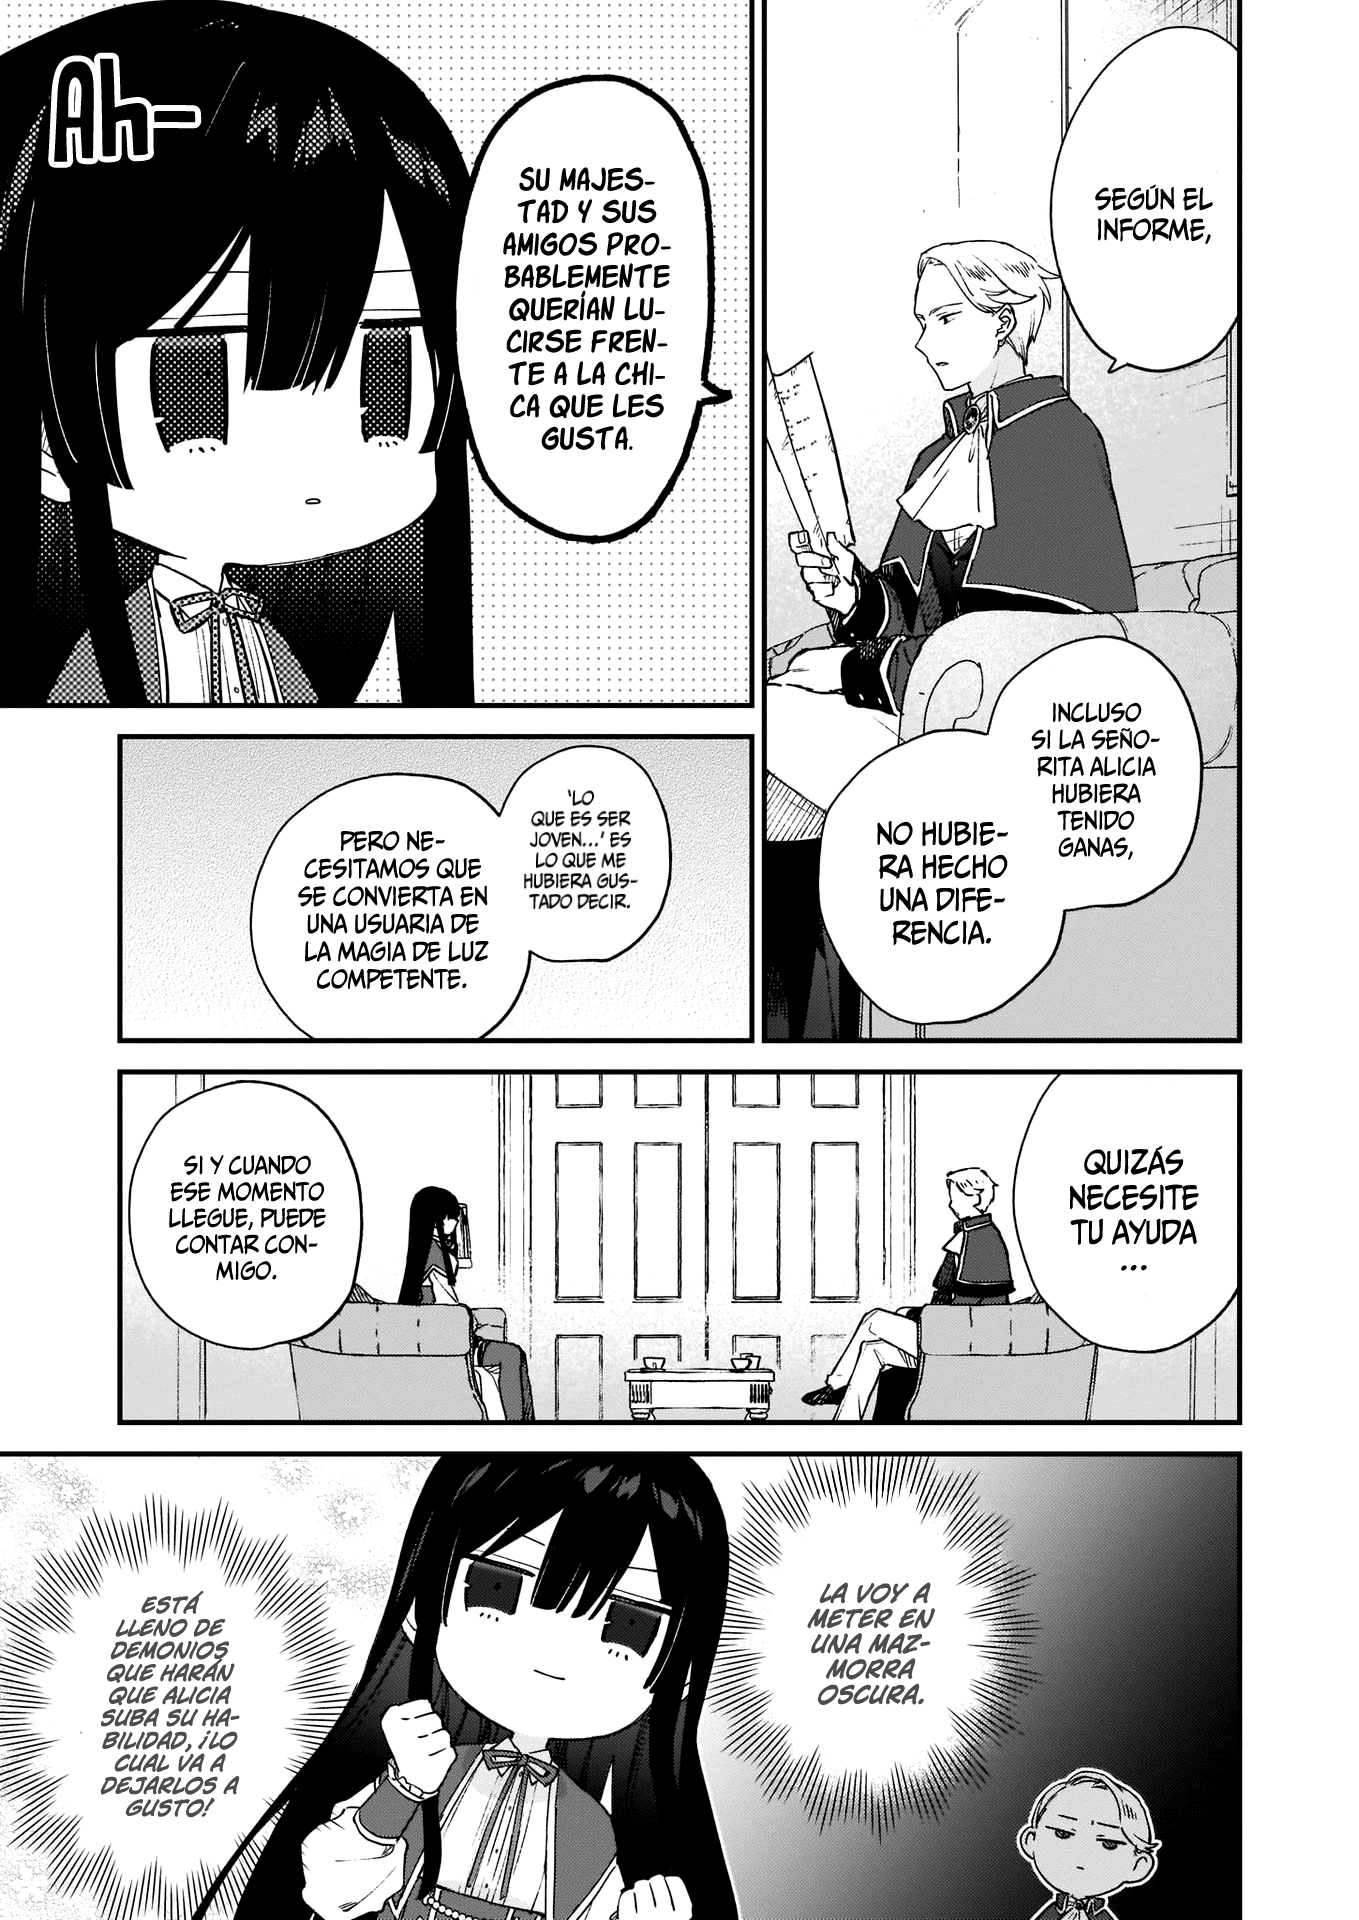 SEGÚN EL
INFORME,
INCLUSO
SI LA SEÑO-
RITA ALICIA
HUBIERA
TENIDO
GANAS,
NO HUBIE-
RA HECHO
UNA DIFE-
RENCIA.
SU MAJES-
TAD Y SUS
AMIGOS PRO-
BABLEMENTE
QUERÍAN LU-
CIRSE FREN-
TE A LA CHI-
CA QUE LES
GUSTA.
Ah-
'LO
QUE ES SER
JOVEN...' ES
LO QUE ME
HUBIERA GUS-
TADO DECIR.
PERO NE-
CESITAMOS QUE
SE CONVIERTA EN
UNA USUARIA DE
LA MAGIA DE LUZ
COMPETENTE.
QUIZÁS
NECESITE
TU AYUDA
...
SI Y CUANDO
ESE MOMENTO
LLEGUE, PUEDE
CONTAR CON-
MIGO.
LA VOY A
METER EN
UNA MAZ-
MORRA
OSCURA.
ESTÁ
LLENO DE
DEMONIOS
QUE HARÁN
QUE ALICIA
SUBA SU HA-
BILIDAD, ¡LO
CUAL VA A
DEJARLOS A
GUSTO!